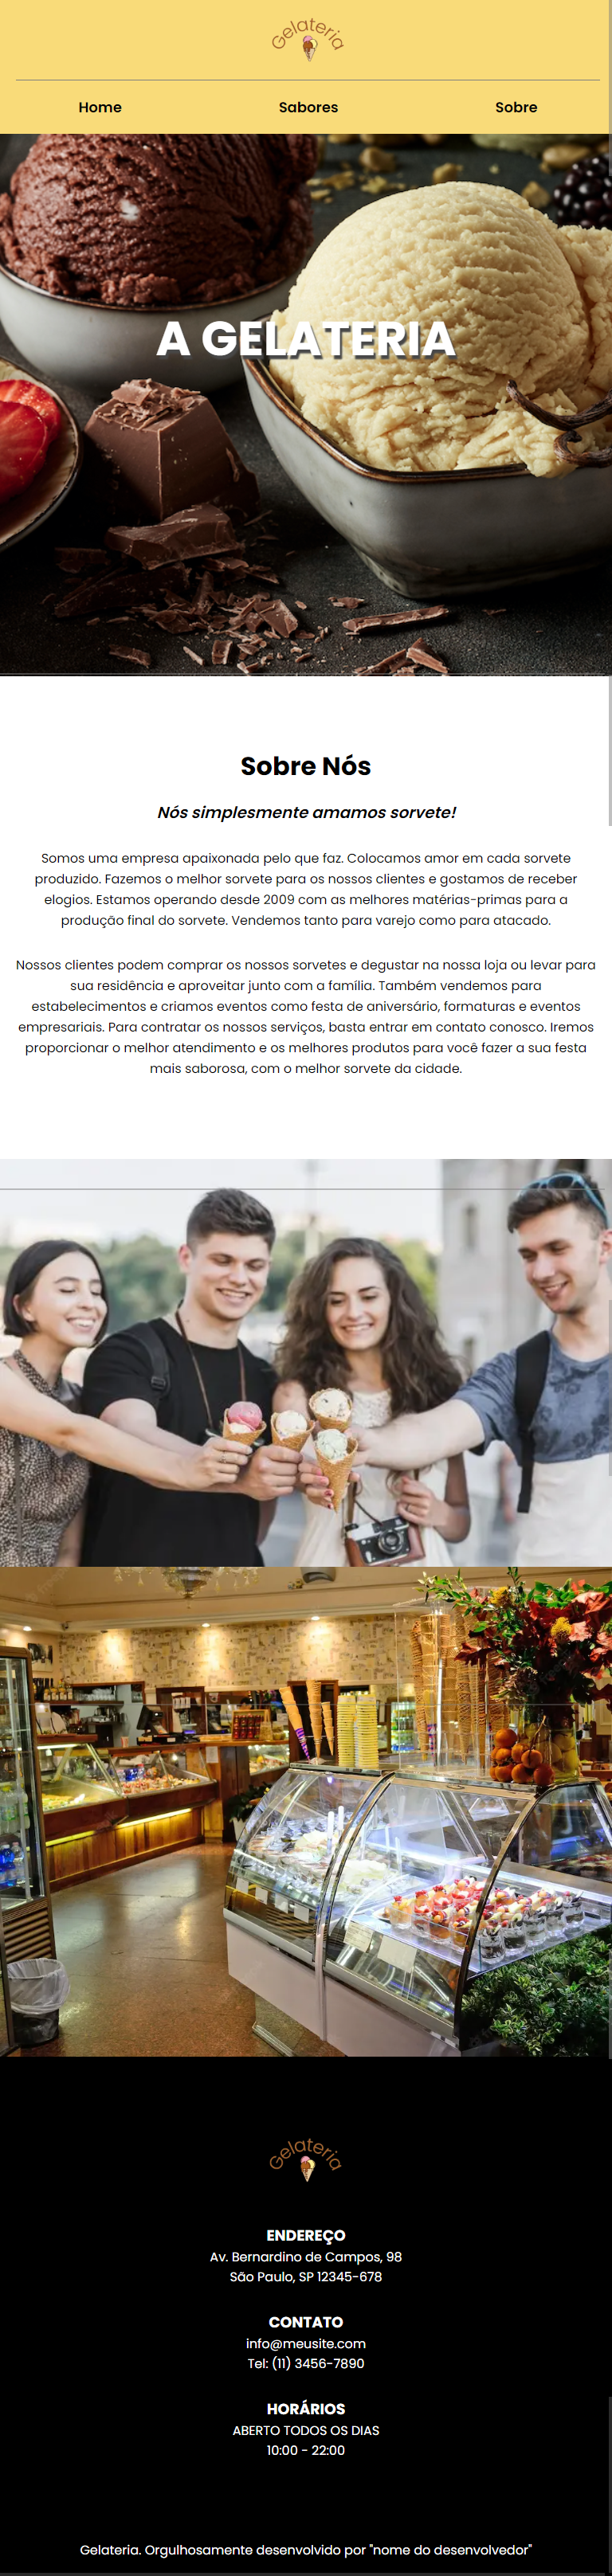 Gelateria
Home Sabores Sobre
A GELATERIA
Sobre Nós
Nós simplesmente amamos sorvete!
Somos uma empresa apaixonada pelo que faz. Colocamos amor em cada sorvete
produzido. Fazemos o melhor sorvete para os nossos clientes e gostamos de receber
elogios. Estamos operando desde 2009 com as melhores matérias-primas para a
produção final do sorvete. Vendemos tanto para varejo como para atacado.
Nossos clientes podem comprar os nossos sorvetes e degustar na nossa loja ou levar para
sua residência e aproveitar junto com a família. Também vendemos para
estabelecimentos e criamos eventos como festa de aniversário, formaturas e eventos
empresariais. Para contratar os nossos serviços, basta entrar em contato conosco. Iremos
proporcionar o melhor atendimento e os melhores produtos para você fazer a sua festa
mais saborosa, com o melhor sorvete da cidade.
Gelateria
ENDEREÇO
Av. Bernardino de Campos, 98
São Paulo, SP 12345-678
CONTATO
info@meusite.com
Tel: (11) 3456-7890
HORÁRIOS
ABERTO TODOS OS DIAS
10:00 - 22:00
Gelateria. Orgulhosamente desenvolvido por "nome do desenvolvedor"